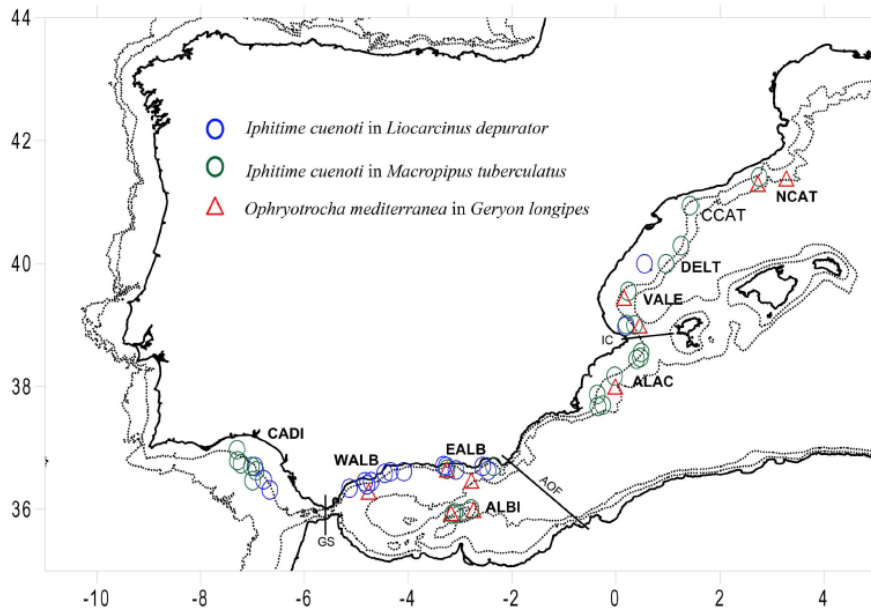 44
42
40
38
36
Iphitime cuenoti in Liocarcinus depurator
Iphitime cuenoti in Macropipus tuberculatus
Ophryotrocha mediterranea in Geryon longipes
NCAT
CCAT
DELT
VALE
IC
ALAC
CADI
WALB
EALB
AOF
ALBI
GS
-10 -8 -6 -4 -2 0 2 4